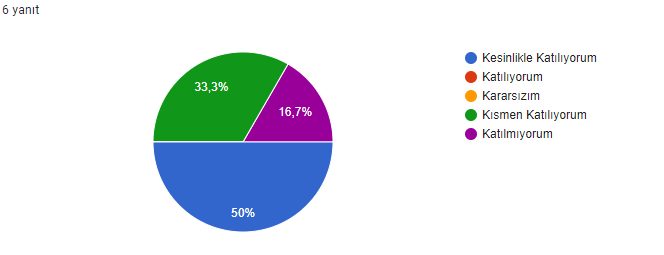 6 yanıt
33,3%
16,7%
50%
Kesinlikle Katılıyorum
Katılıyorum
Kararsızım
Kısmen Katılıyorum
Katılmıyorum